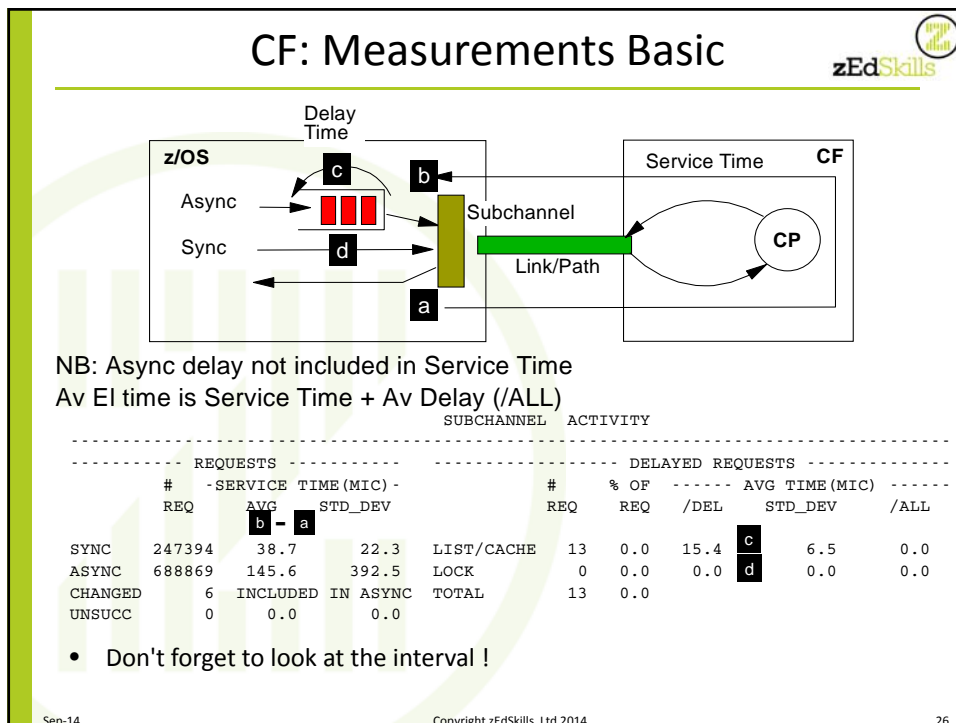 CF: Measurements Basic
zEdSkills
Delay
Time
z/OS
c
b
Service Time
CF
Async
Subchannel
Sync
d
CP
Link/Path
a
NB: Async delay not included in Service Time
Av El time is Service Time + Av Delay (/ALL)
SUBCHANNEL ACTIVITY
----------- REQUESTS ----------- ------------------ DELAYED REQUESTS --------------
# -SERVICE TIME(MIC)- # % OF ------ AVG TIME(MIC) ------
REQ AVG STD_DEV REQ REQ /DEL STD_DEV /ALL
b - a
SYNC 247394 38.7 22.3 LIST/CACHE 13 0.0 15.4 c 6.5 0.0
ASYNC 688869 145.6 392.5 LOCK 0 0.0 0.0 d 0.0 0.0
CHANGED 6 INCLUDED IN ASYNC TOTAL 13 0.0
UNSUCC 0 0.0 0.0
• Don't forget to look at the interval !
Sep-14 Copyright zEdSkills Ltd 2014 26